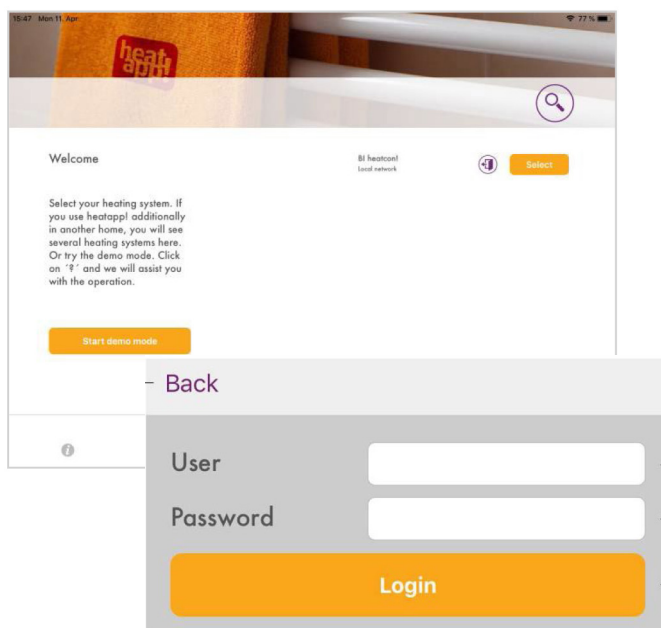 15:47 Mon 11. Apr
77 %
heat
app!
Welcome
BI heatcon!
Local network
Select
Select your heating system. If
you use heatapp! additionally
in another home, you will see
several heating systems here.
Or try the demo mode. Click
on ´?´ and we will assist you
with the operation.
Start demo mode
Back
User
Password
Login